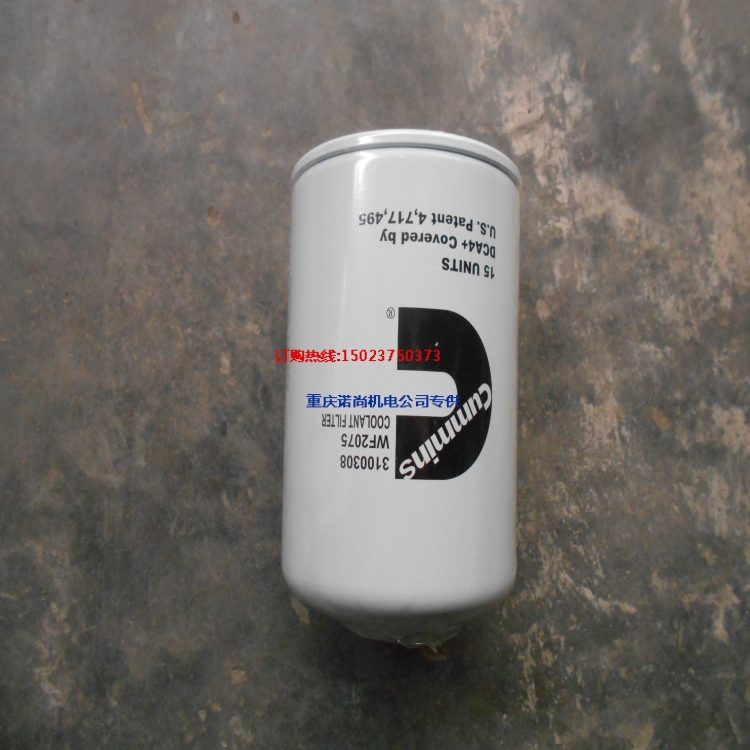 Cummins
®
3100308
WF2075
COOLANT FILTER
15 UNITS
DCA4+ Covered by
U.S. Patent 4,717,495
订购热线:15023750373
重庆诺尚机电公司专供